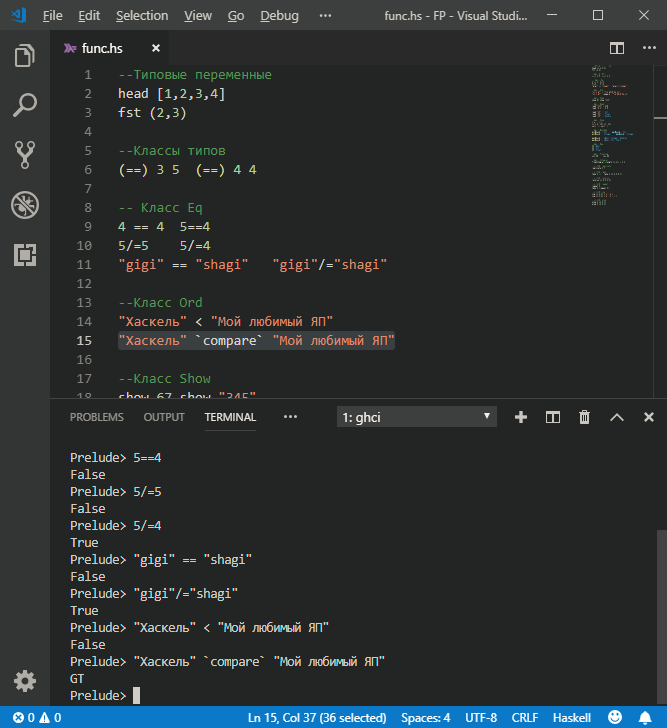 File Edit Selection View Go Debug ··· func.hs - FP - Visual Studi...
func.hs
1 --Типовые переменные
2 head [1,2,3,4]
3 fst (2,3)
4
5 --Классы типов
6 (==) 3 5  (==) 4 4
7
8 -- Класс Eq
9 4 == 4  5==4
10 5/=5    5/=4
11 "gigi" == "shagi"   "gigi"/="shagi"
12
13 --Класс Ord
14 "Хаскель" < "Мой любимый ЯП"
15 "Хаскель" `compare` "Мой любимый ЯП"
16
17 --Класс Show
18 show 67 show "345"
PROBLEMS OUTPUT TERMINAL ··· 1: ghci
Prelude> 5==4
False
Prelude> 5/=5
False
Prelude> 5/=4
True
Prelude> "gigi" == "shagi"
False
Prelude> "gigi"/="shagi"
True
Prelude> "Хаскель" < "Мой любимый ЯП"
False
Prelude> "Хаскель" `compare` "Мой любимый ЯП"
GT
Prelude>
0 0 Ln 15, Col 37 (36 selected) Spaces: 4 UTF-8 CRLF Haskell